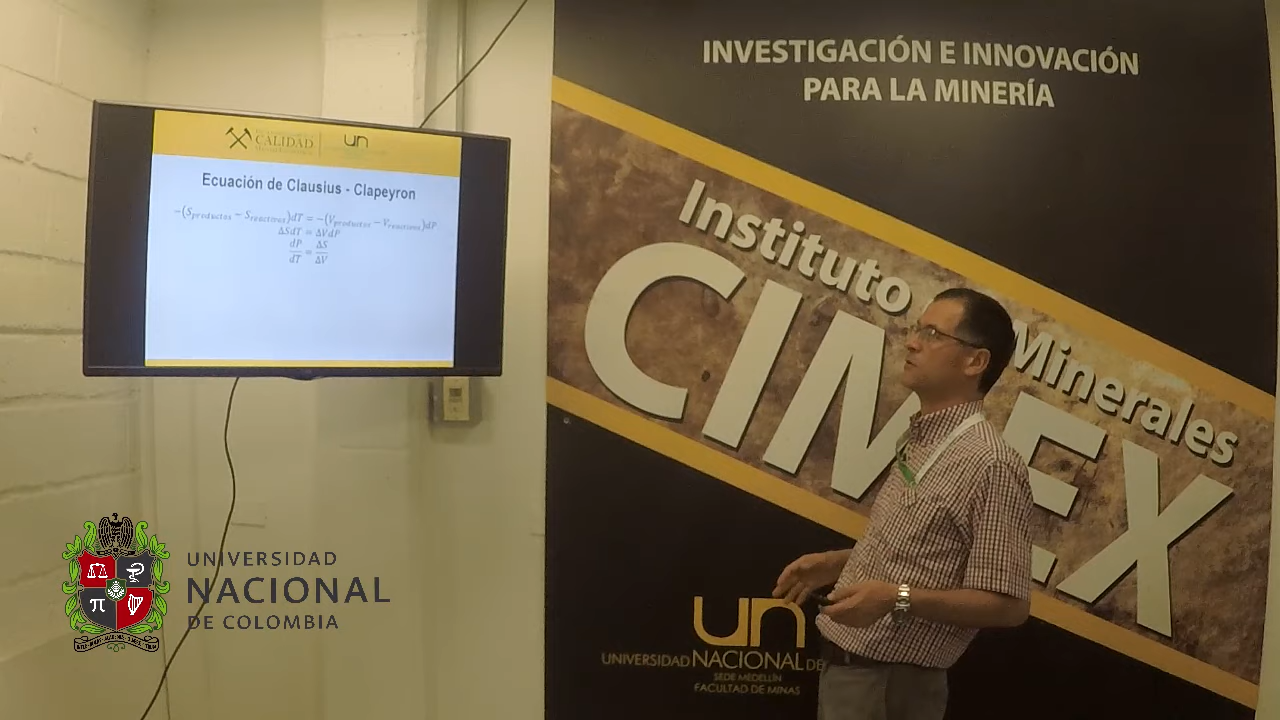 INVESTIGACIÓN E INNOVACIÓN
PARA LA MINERÍA
CALIDAD
un
Ecuación de Clausius - Clapeyron
−(S_productos − S_reactivos)dT = −(V_productos − V_reactivos)dP
ΔSdT = ΔVdP
dP/dT = ΔS/ΔV
Instituto Minerales
CIMEX
UNIVERSIDAD
NACIONAL
DE COLOMBIA
un
UNIVERSIDAD NACIONAL DE
SEDE MEDELLÍN
FACULTAD DE MINAS